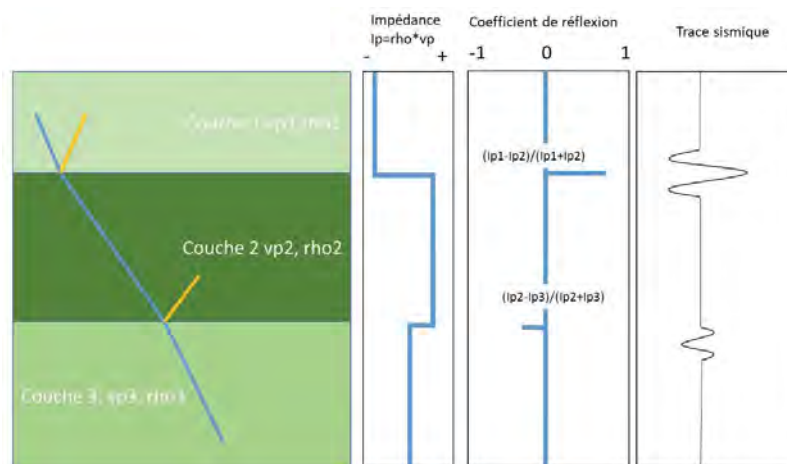 Impédance
Ip=rho*vp
- +
Coefficient de réflexion
-1 0 1
Trace sismique
Couche 1 vp1, rho1
(Ip1-Ip2)/(Ip1+Ip2)
Couche 2 vp2, rho2
(Ip2-Ip3)/(Ip2+Ip3)
Couche 3, vp3, rho3